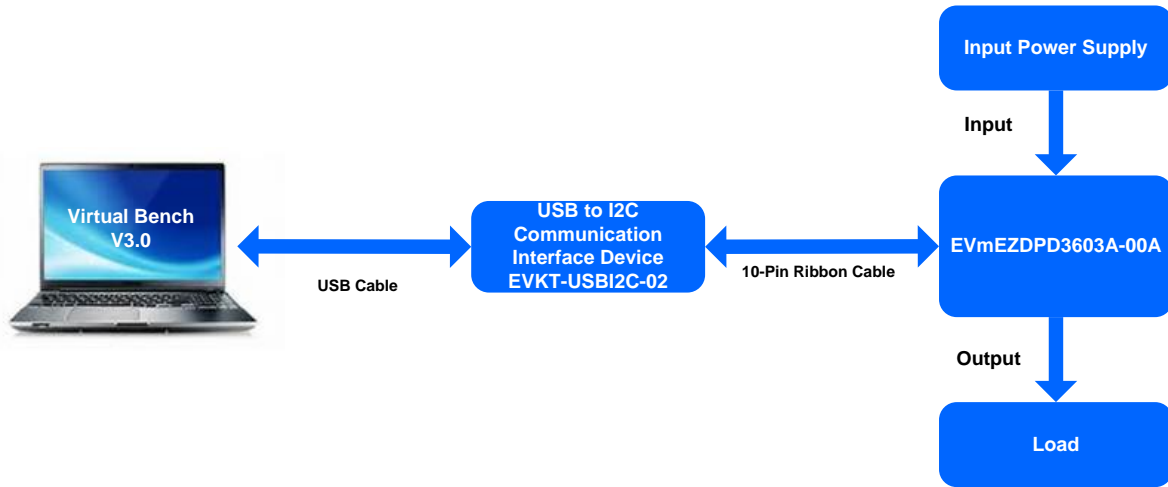 Input Power Supply
Input
Virtual Bench
V3.0
USB to I2C
Communication
Interface Device
EVKT-USBI2C-02
EVmEZDPD3603A-00A
USB Cable
10-Pin Ribbon Cable
Output
Load